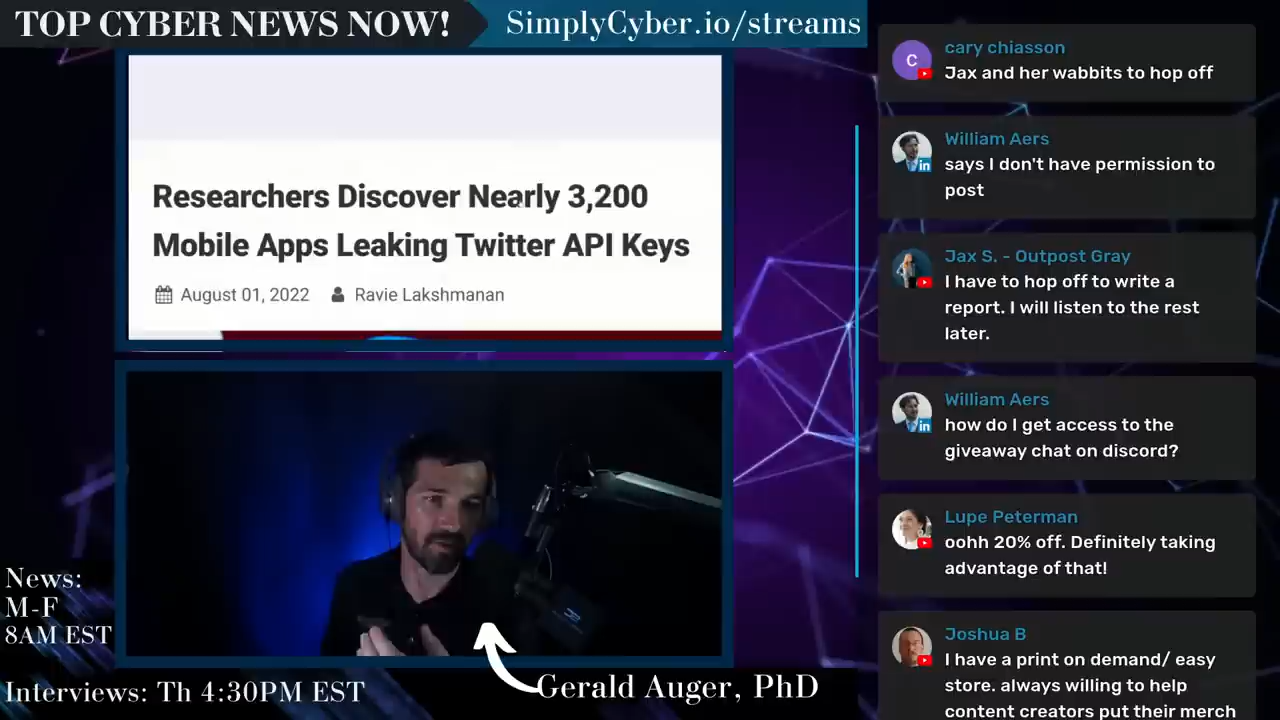 TOP CYBER NEWS NOW!
SimplyCyber.io/streams
Researchers Discover Nearly 3,200
Mobile Apps Leaking Twitter API Keys
August 01, 2022 Ravie Lakshmanan
News:
M-F
8AM EST
Interviews: Th 4:30PM EST
Gerald Auger, PhD
C
cary chiasson
Jax and her wabbits to hop off
in
William Aers
says I don't have permission to
post
Jax S. - Outpost Gray
I have to hop off to write a
report. I will listen to the rest
later.
in
William Aers
how do I get access to the
giveaway chat on discord?
Lupe Peterman
oohh 20% off. Definitely taking
advantage of that!
Joshua B
I have a print on demand/ easy
store. always willing to help
content creators put their merch